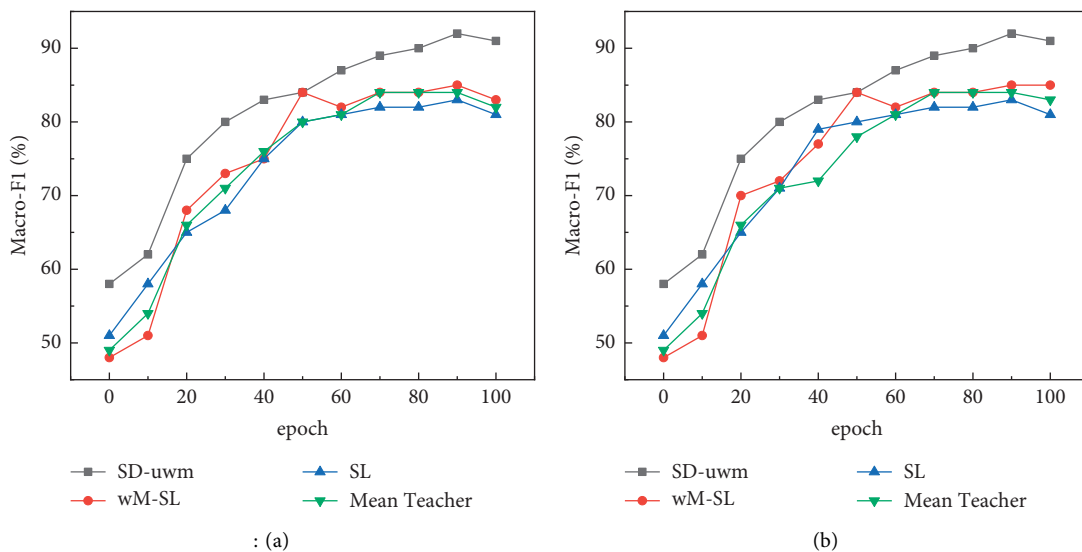 90
80
70
60
50
Macro-F1 (%)
0 20 40 60 80 100
epoch
SD-uwm SL
wM-SL Mean Teacher
: (a)
90
80
70
60
50
Macro-F1 (%)
0 20 40 60 80 100
epoch
SD-uwm SL
wM-SL Mean Teacher
(b)